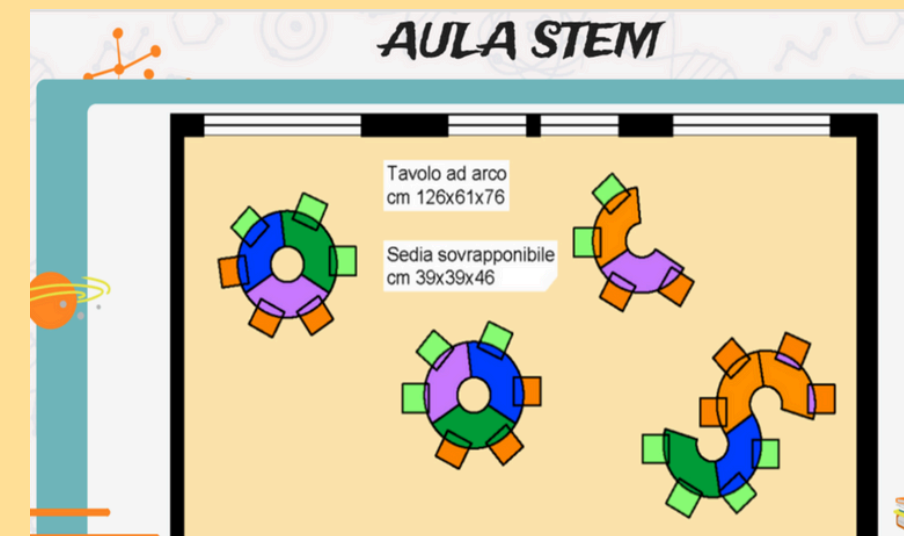 AULA STEM
Tavolo ad arco
cm 126x61x76
Sedia sovrapponibile
cm 39x39x46